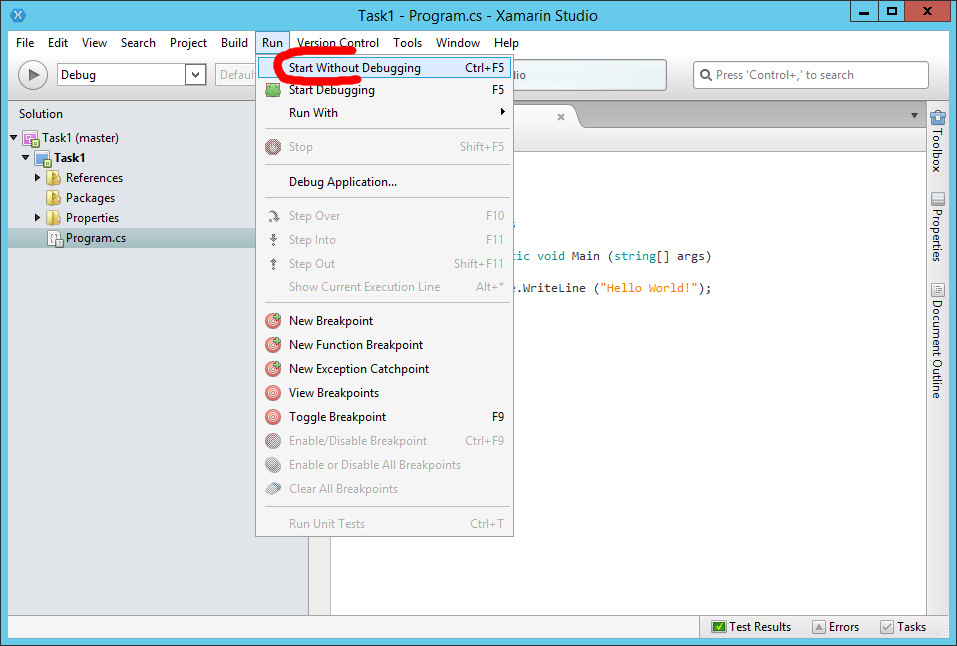 Task1 - Program.cs - Xamarin Studio
File Edit View Search Project Build Run Version Control Tools Window Help
Debug
Press 'Control+,' to search
Start Without Debugging Ctrl+F5
Start Debugging F5
Run With
Stop Shift+F5
Debug Application...
Step Over F10
Step Into F11
Step Out Shift+F11
Show Current Execution Line Alt+*
New Breakpoint
New Function Breakpoint
New Exception Catchpoint
View Breakpoints
Toggle Breakpoint F9
Enable/Disable Breakpoint Ctrl+F9
Enable or Disable All Breakpoints
Clear All Breakpoints
Run Unit Tests Ctrl+T
Solution
Task1 (master)
Task1
References
Packages
Properties
Program.cs
tic void Main (string[] args)
.WriteLine ("Hello World!");
Toolbox
Properties
Document Outline
Test Results Errors Tasks